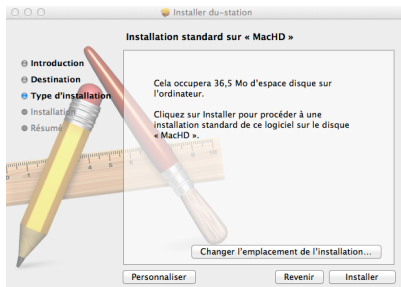 Installer du-station
Installation standard sur « MacHD »
Introduction
Destination
Type d'installation
Installation
Résumé
Cela occupera 36,5 Mo d'espace disque sur
l'ordinateur.
Cliquez sur Installer pour procéder à une
installation standard de ce logiciel sur le disque
« MacHD ».
Changer l'emplacement de l'installation...
Personnaliser
Revenir
Installer